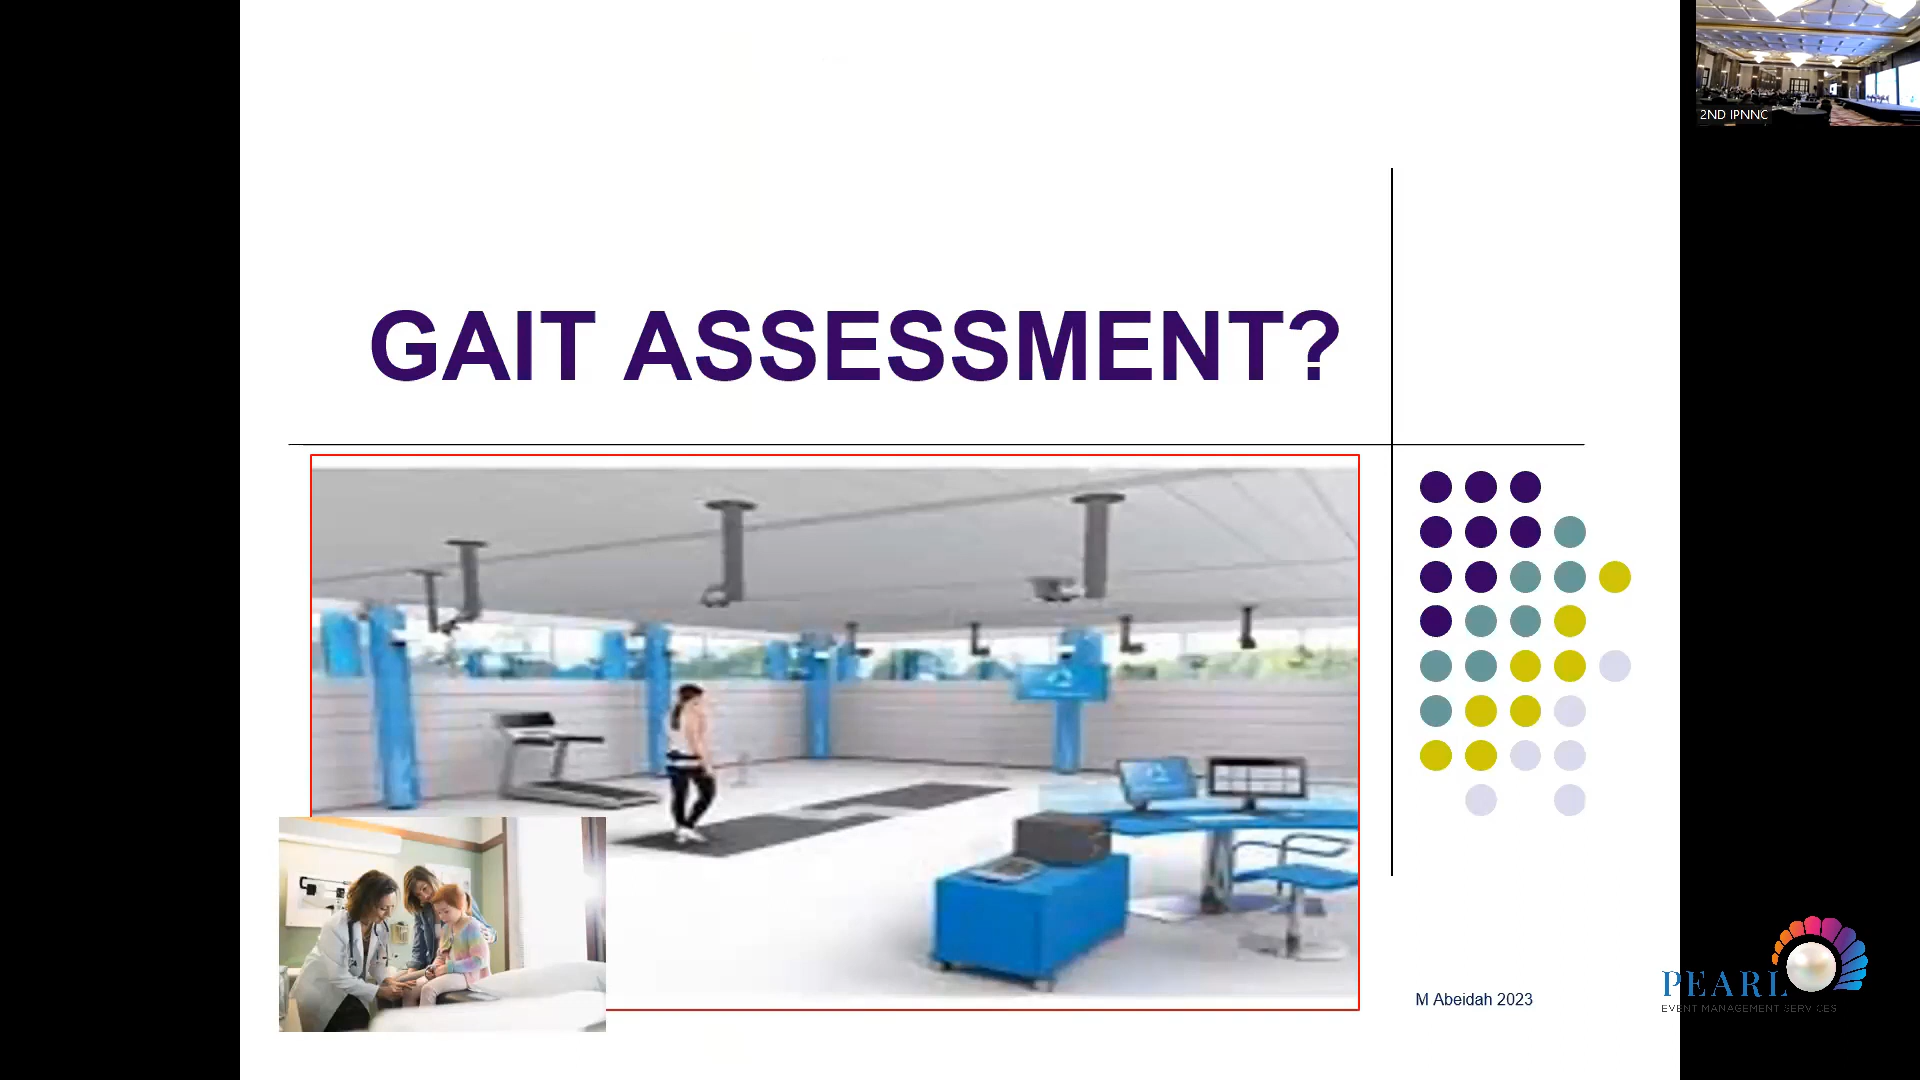 2ND IPNNC
GAIT ASSESSMENT?
M Abeidah 2023
PEARL
EVENT MANAGEMENT SERVICES